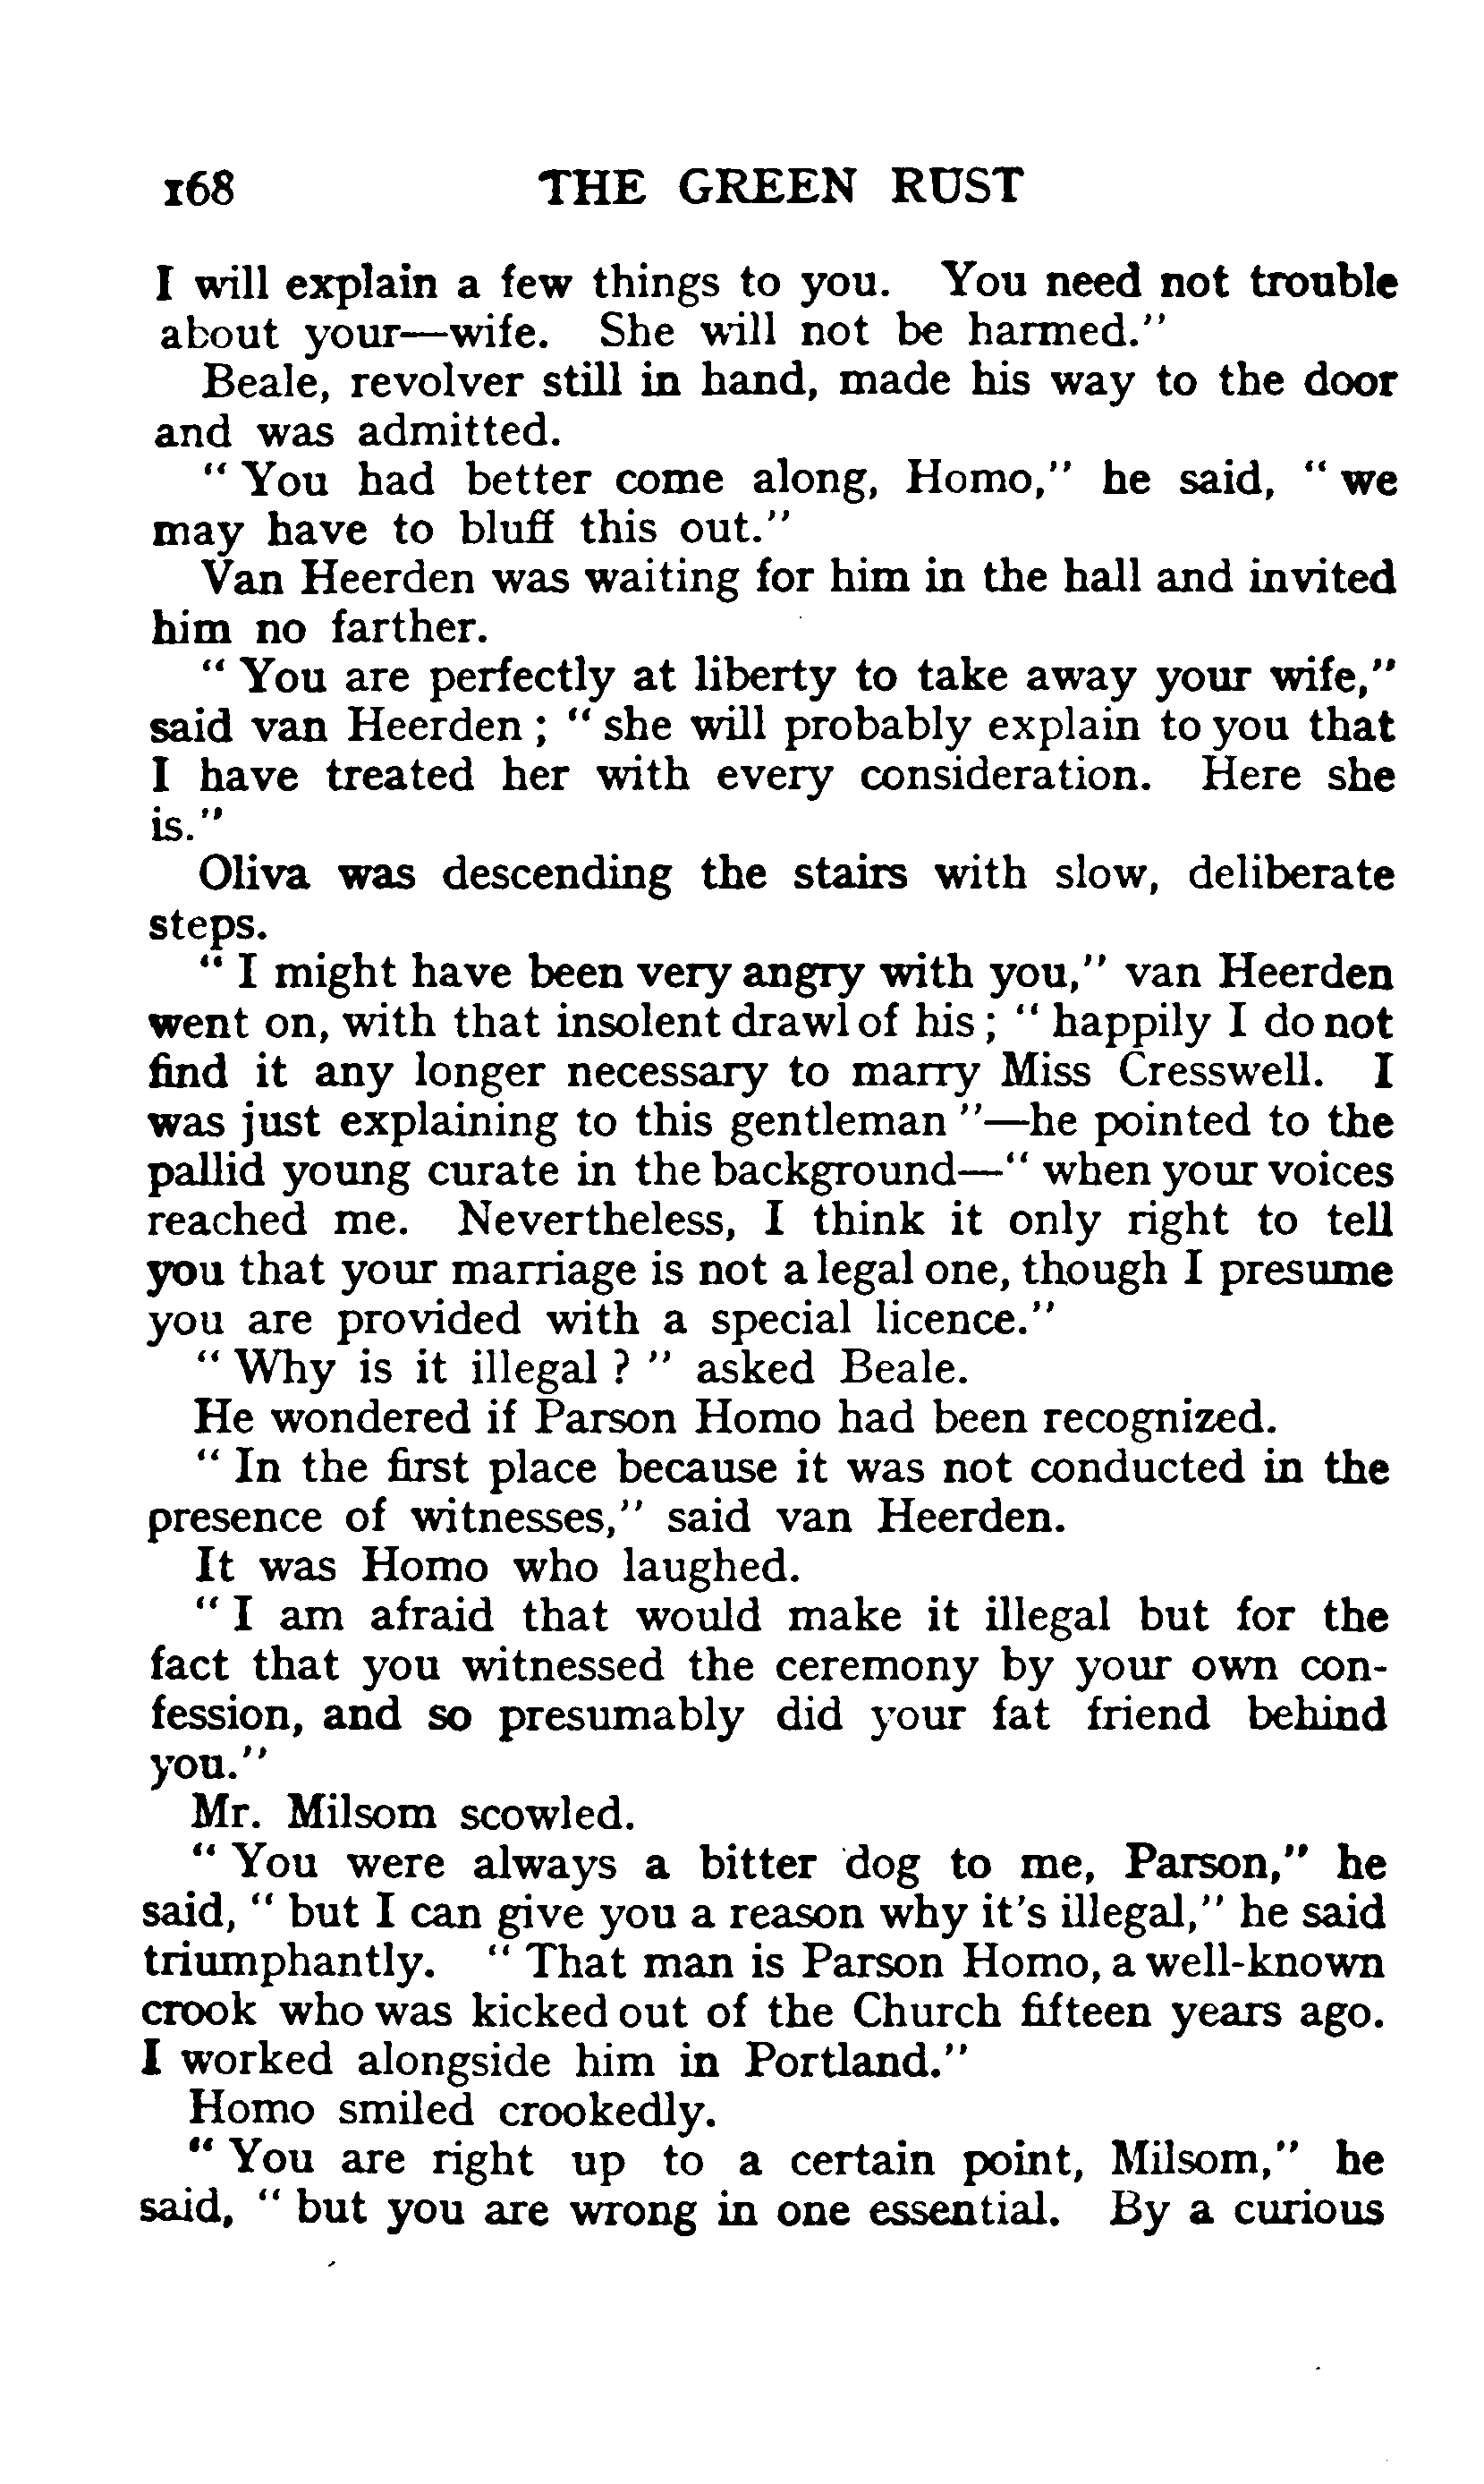 168 THE GREEN RUST
I will explain a few things to you. You need not trouble
about your—wife. She will not be harmed."
Beale, revolver still in hand, made his way to the door
and was admitted.
" You had better come along, Homo," he said, " we
may have to bluff this out."
Van Heerden was waiting for him in the hall and invited
him no farther.
" You are perfectly at liberty to take away your wife,"
said van Heerden ; " she will probably explain to you that
I have treated her with every consideration. Here she
is."
Oliva was descending the stairs with slow, deliberate
steps.
" I might have been very angry with you," van Heerden
went on, with that insolent drawl of his ; " happily I do not
find it any longer necessary to marry Miss Cresswell. I
was just explaining to this gentleman "—he pointed to the
pallid young curate in the background—" when your voices
reached me. Nevertheless, I think it only right to tell
you that your marriage is not a legal one, though I presume
you are provided with a special licence."
" Why is it illegal ? " asked Beale.
He wondered if Parson Homo had been recognized.
" In the first place because it was not conducted in the
presence of witnesses," said van Heerden.
It was Homo who laughed.
" I am afraid that would make it illegal but for the
fact that you witnessed the ceremony by your own con-
fession, and so presumably did your fat friend behind
you."
Mr. Milsom scowled.
" You were always a bitter dog to me, Parson," he
said, " but I can give you a reason why it's illegal," he said
triumphantly. " That man is Parson Homo, a well-known
crook who was kicked out of the Church fifteen years ago.
I worked alongside him in Portland."
Homo smiled crookedly.
" You are right up to a certain point, Milsom," he
said, " but you are wrong in one essential. By a curious